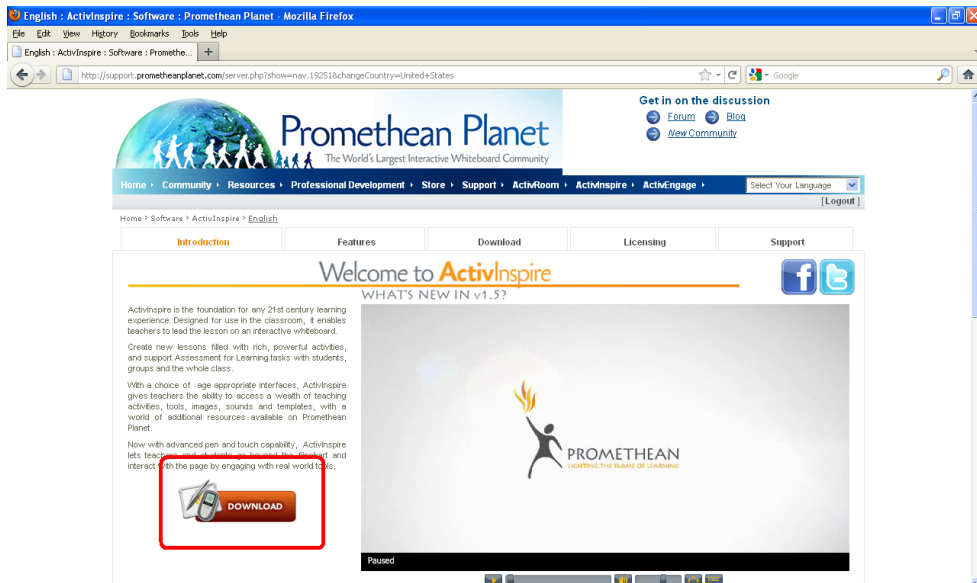 English : ActivInspire : Software : Promethean Planet - Mozilla Firefox
File Edit View History Bookmarks Tools Help
English : ActivInspire : Software : Promethe... +
http://support.prometheanplanet.com/server.php?show=nav.19251&changeCountry=United+States
Google
Promethean Planet
The World's Largest Interactive Whiteboard Community
Get in on the discussion
Forum Blog
New Community
Home Community Resources Professional Development Store Support ActivRoom ActivInspire ActivEngage Select Your Language
[Logout]
Home > Software > ActivInspire > English
Introduction Features Download Licensing Support
Welcome to ActivInspire
WHAT'S NEW IN v1.5?
ActivInspire is the foundation for any 21st century learning
experience. Designed for use in the classroom, it enables
teachers to lead the lesson on an interactive whiteboard.
Create new lessons filled with rich, powerful activities,
and support Assessment for Learning tasks with students,
groups and the whole class.
With a choice of age appropriate interfaces, ActivInspire
gives teachers the ability to access a wealth of teaching
activities, tools, images, sounds and templates, with a
world of additional resources available on Promethean
Planet.
Now with advanced pen and touch capability, ActivInspire
lets teachers and students go beyond the flipchart and
interact with the page by engaging with real world tools.
DOWNLOAD
PROMETHEAN
LIGHTING THE FLAME OF LEARNING
Paused